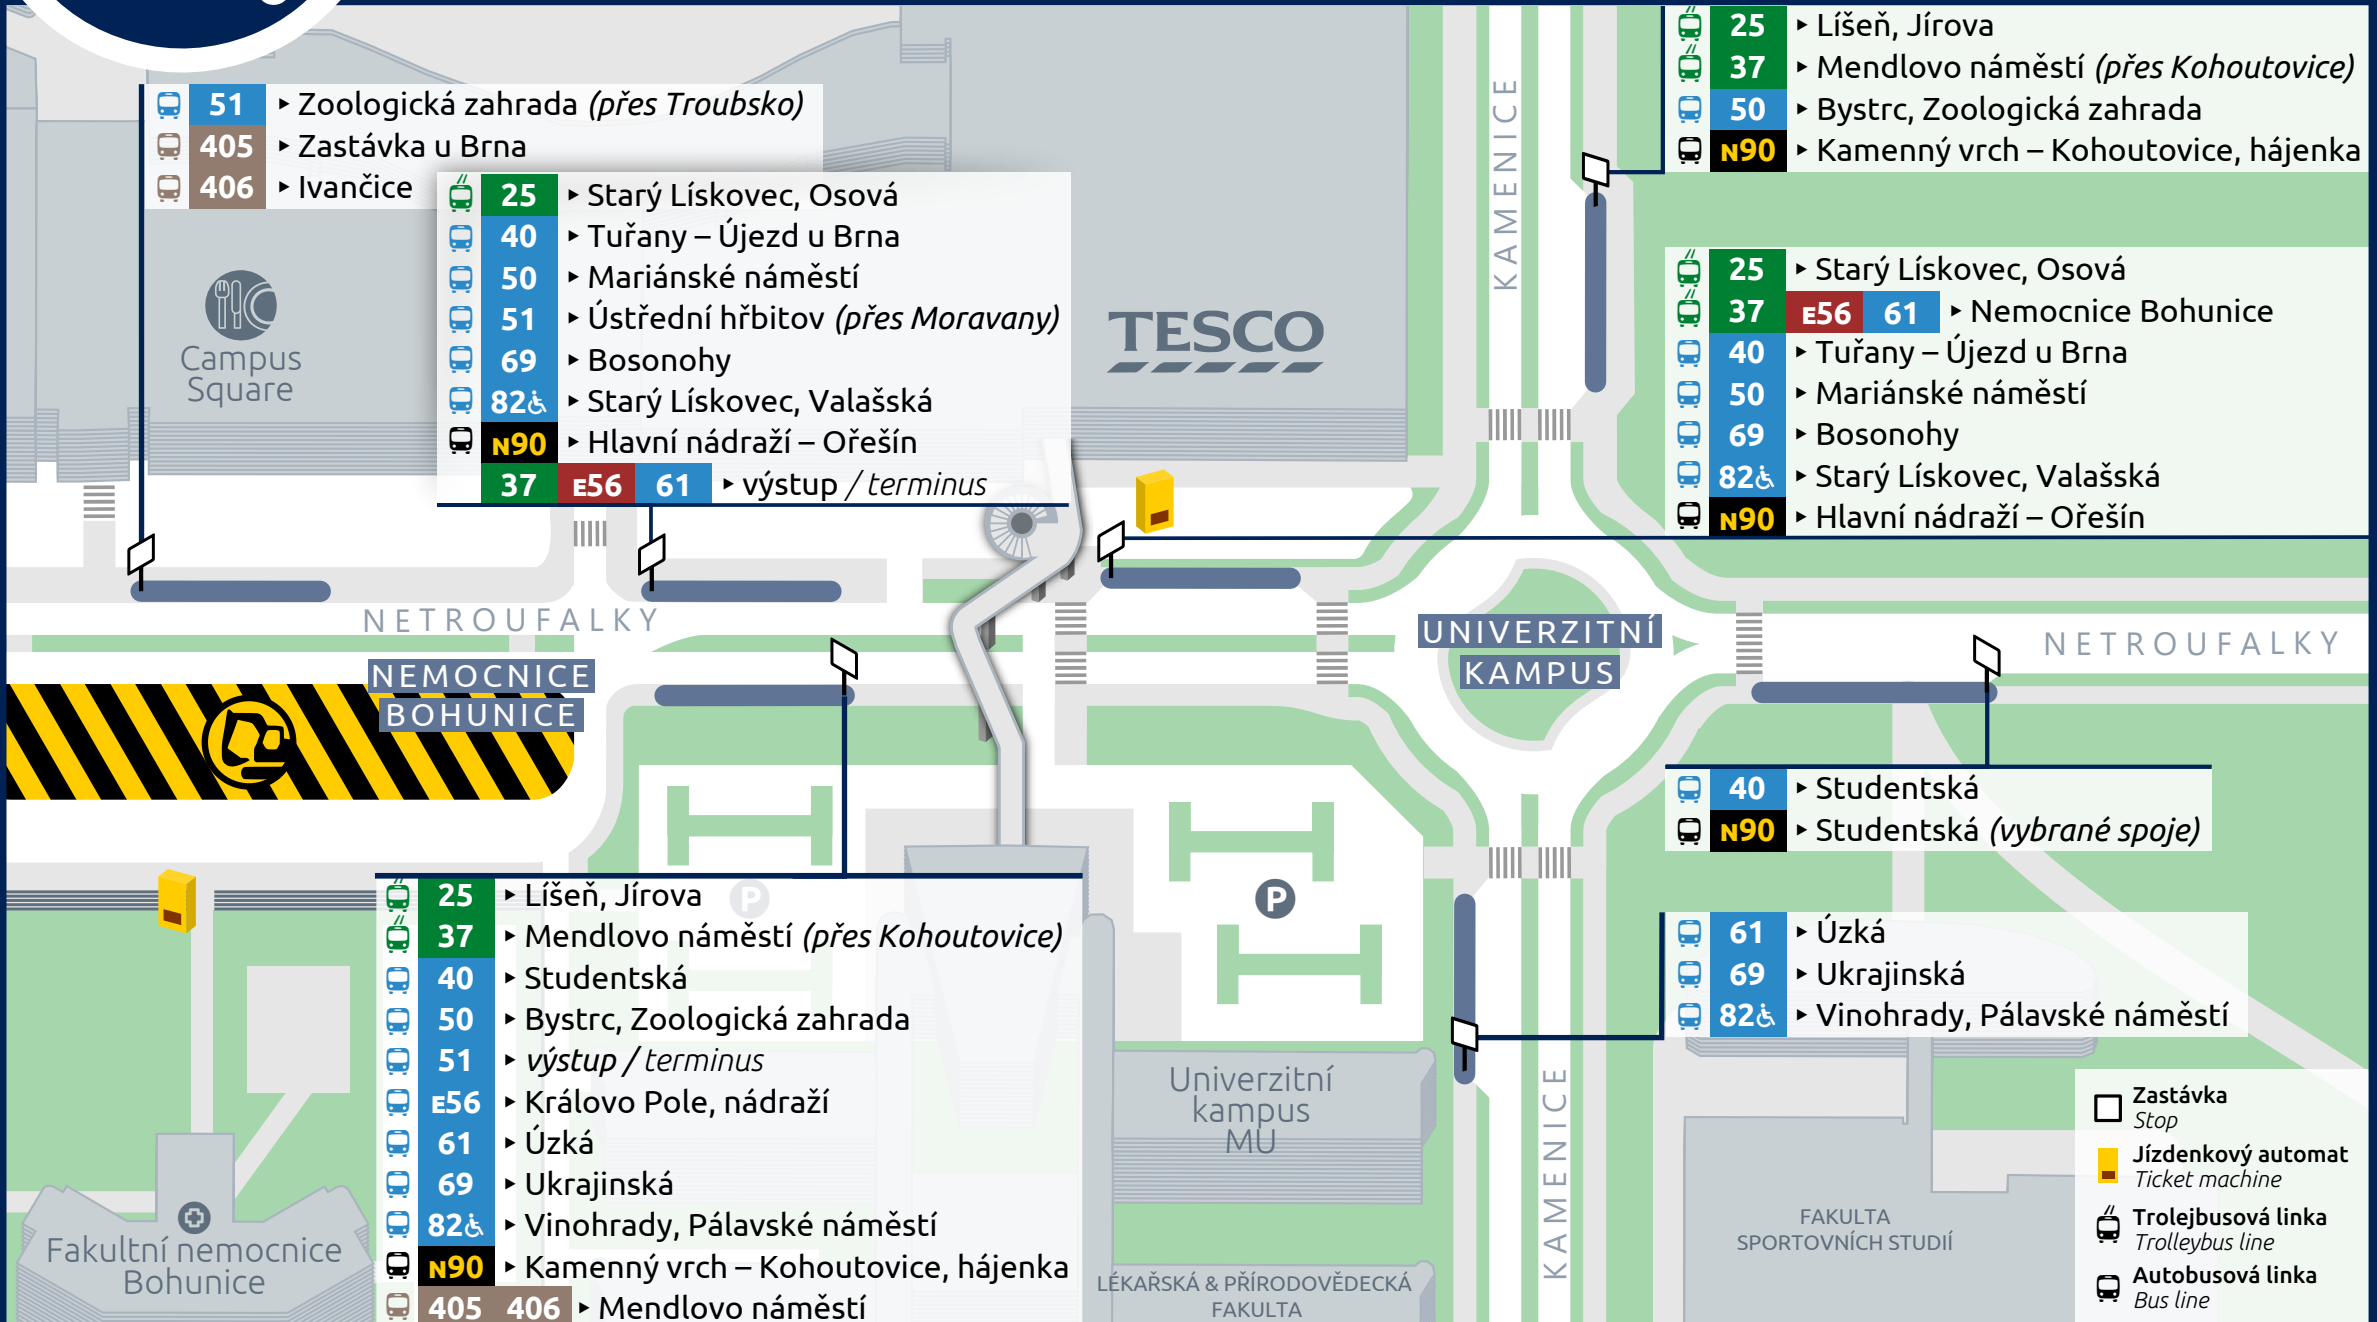 51 ▸ Zoologická zahrada (přes Troubsko)
405 ▸ Zastávka u Brna
406 ▸ Ivančice
25 ▸ Starý Lískovec, Osová
40 ▸ Tuřany – Újezd u Brna
50 ▸ Mariánské náměstí
51 ▸ Ústřední hřbitov (přes Moravany)
69 ▸ Bosonohy
82 ▸ Starý Lískovec, Valašská
N90 ▸ Hlavní nádraží – Ořešín
37 E56 61 ▸ výstup / terminus
25 ▸ Líšeň, Jírova
37 ▸ Mendlovo náměstí (přes Kohoutovice)
50 ▸ Bystrc, Zoologická zahrada
N90 ▸ Kamenný vrch – Kohoutovice, hájenka
25 ▸ Starý Lískovec, Osová
37 E56 61 ▸ Nemocnice Bohunice
40 ▸ Tuřany – Újezd u Brna
50 ▸ Mariánské náměstí
69 ▸ Bosonohy
82 ▸ Starý Lískovec, Valašská
N90 ▸ Hlavní nádraží – Ořešín
KAMENICE
Campus
Square
TESCO
NETROUFALKY
NEMOCNICE
BOHUNICE
UNIVERZITNÍ
KAMPUS
NETROUFALKY
40 ▸ Studentská
N90 ▸ Studentská (vybrané spoje)
P
P
25 ▸ Líšeň, Jírova
37 ▸ Mendlovo náměstí (přes Kohoutovice)
40 ▸ Studentská
50 ▸ Bystrc, Zoologická zahrada
51 ▸ výstup / terminus
E56 ▸ Královo Pole, nádraží
61 ▸ Úzká
69 ▸ Ukrajinská
82 ▸ Vinohrady, Pálavské náměstí
N90 ▸ Kamenný vrch – Kohoutovice, hájenka
405 406 ▸ Mendlovo náměstí
61 ▸ Úzká
69 ▸ Ukrajinská
82 ▸ Vinohrady, Pálavské náměstí
Univerzitní
kampus
MU
KAMENICE
Fakultní nemocnice
Bohunice
LÉKAŘSKÁ & PŘÍRODOVĚDECKÁ
FAKULTA
FAKULTA
SPORTOVNÍCH STUDIÍ
Zastávka
Stop
Jízdenkový automat
Ticket machine
Trolejbusová linka
Trolleybus line
Autobusová linka
Bus line